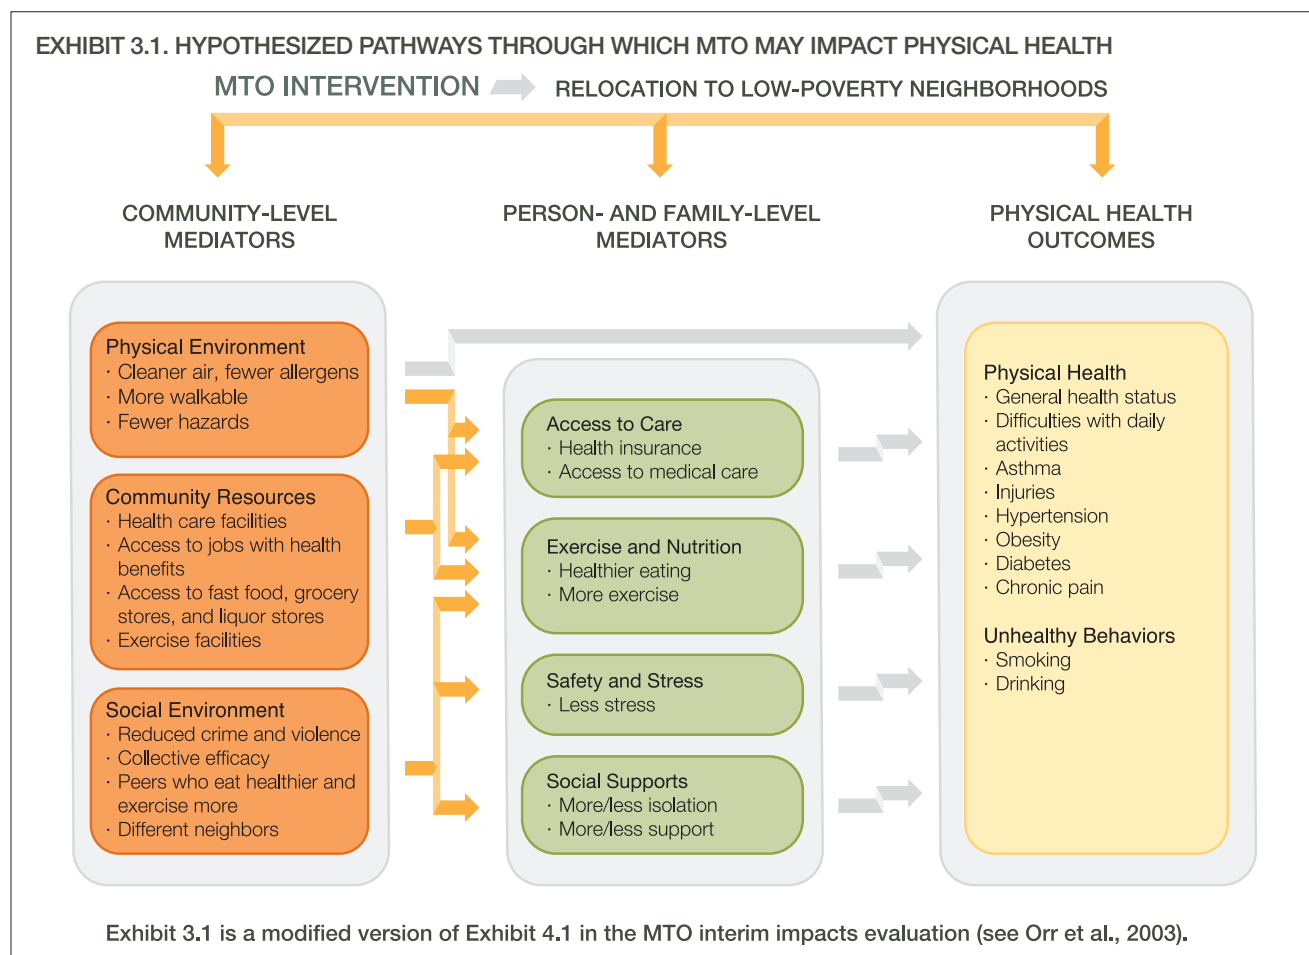 EXHIBIT 3.1. HYPOTHESIZED PATHWAYS THROUGH WHICH MTO MAY IMPACT PHYSICAL HEALTH
MTO INTERVENTION
RELOCATION TO LOW-POVERTY NEIGHBORHOODS
COMMUNITY-LEVEL
MEDIATORS
PERSON- AND FAMILY-LEVEL
MEDIATORS
PHYSICAL HEALTH
OUTCOMES
Physical Environment
· Cleaner air, fewer allergens
· More walkable
· Fewer hazards
Community Resources
· Health care facilities
· Access to jobs with health
benefits
· Access to fast food, grocery
stores, and liquor stores
· Exercise facilities
Social Environment
· Reduced crime and violence
· Collective efficacy
· Peers who eat healthier and
exercise more
· Different neighbors
Access to Care
· Health insurance
· Access to medical care
Exercise and Nutrition
· Healthier eating
· More exercise
Safety and Stress
· Less stress
Social Supports
· More/less isolation
· More/less support
Physical Health
· General health status
· Difficulties with daily
activities
· Asthma
· Injuries
· Hypertension
· Obesity
· Diabetes
· Chronic pain
Unhealthy Behaviors
· Smoking
· Drinking
Exhibit 3.1 is a modified version of Exhibit 4.1 in the MTO interim impacts evaluation (see Orr et al., 2003).